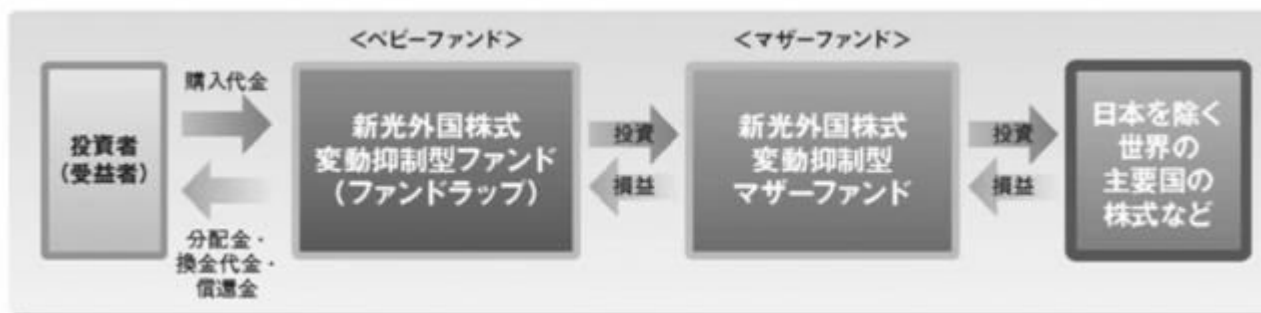 <ベビーファンド>
<マザーファンド>
投資者
(受益者)
購入代金
分配金・
換金代金・
償還金
新光外国株式
変動抑制型ファンド
(ファンドラップ)
投資
損益
新光外国株式
変動抑制型
マザーファンド
投資
損益
日本を除く
世界の
主要国の
株式など